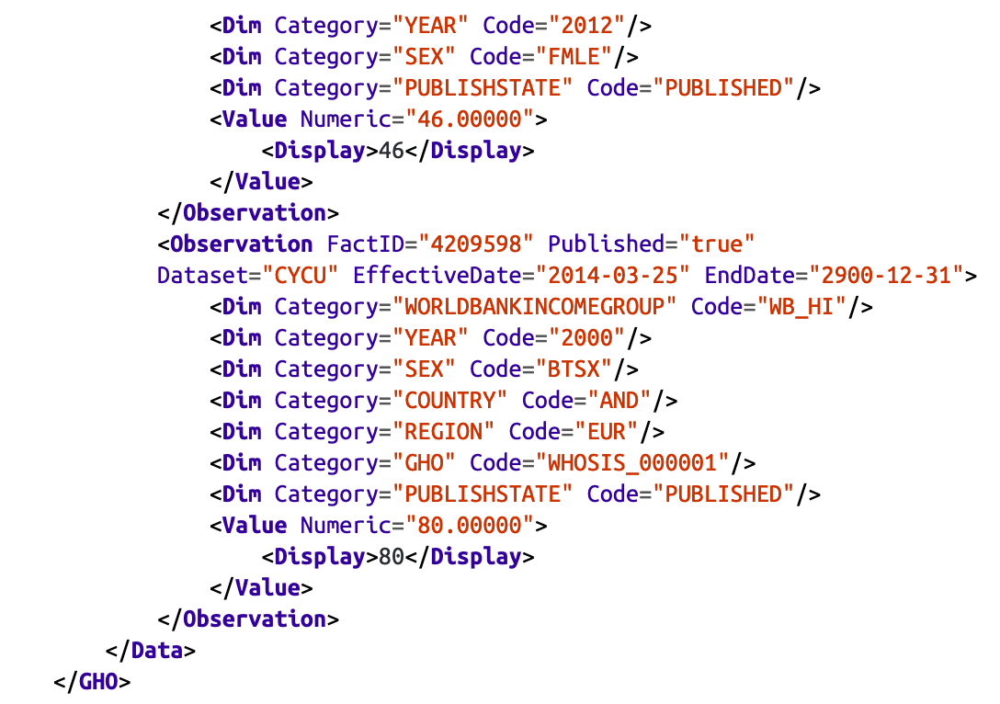 <Dim Category="YEAR" Code="2012"/>
            <Dim Category="SEX" Code="FMLE"/>
            <Dim Category="PUBLISHSTATE" Code="PUBLISHED"/>
            <Value Numeric="46.00000">
                <Display>46</Display>
            </Value>
        </Observation>
        <Observation FactID="4209598" Published="true"
        Dataset="CYCU" EffectiveDate="2014-03-25" EndDate="2900-12-31">
            <Dim Category="WORLDBANKINCOMEGROUP" Code="WB_HI"/>
            <Dim Category="YEAR" Code="2000"/>
            <Dim Category="SEX" Code="BTSX"/>
            <Dim Category="COUNTRY" Code="AND"/>
            <Dim Category="REGION" Code="EUR"/>
            <Dim Category="GHO" Code="WHOSIS_000001"/>
            <Dim Category="PUBLISHSTATE" Code="PUBLISHED"/>
            <Value Numeric="80.00000">
                <Display>80</Display>
            </Value>
        </Observation>
    </Data>
</GHO>